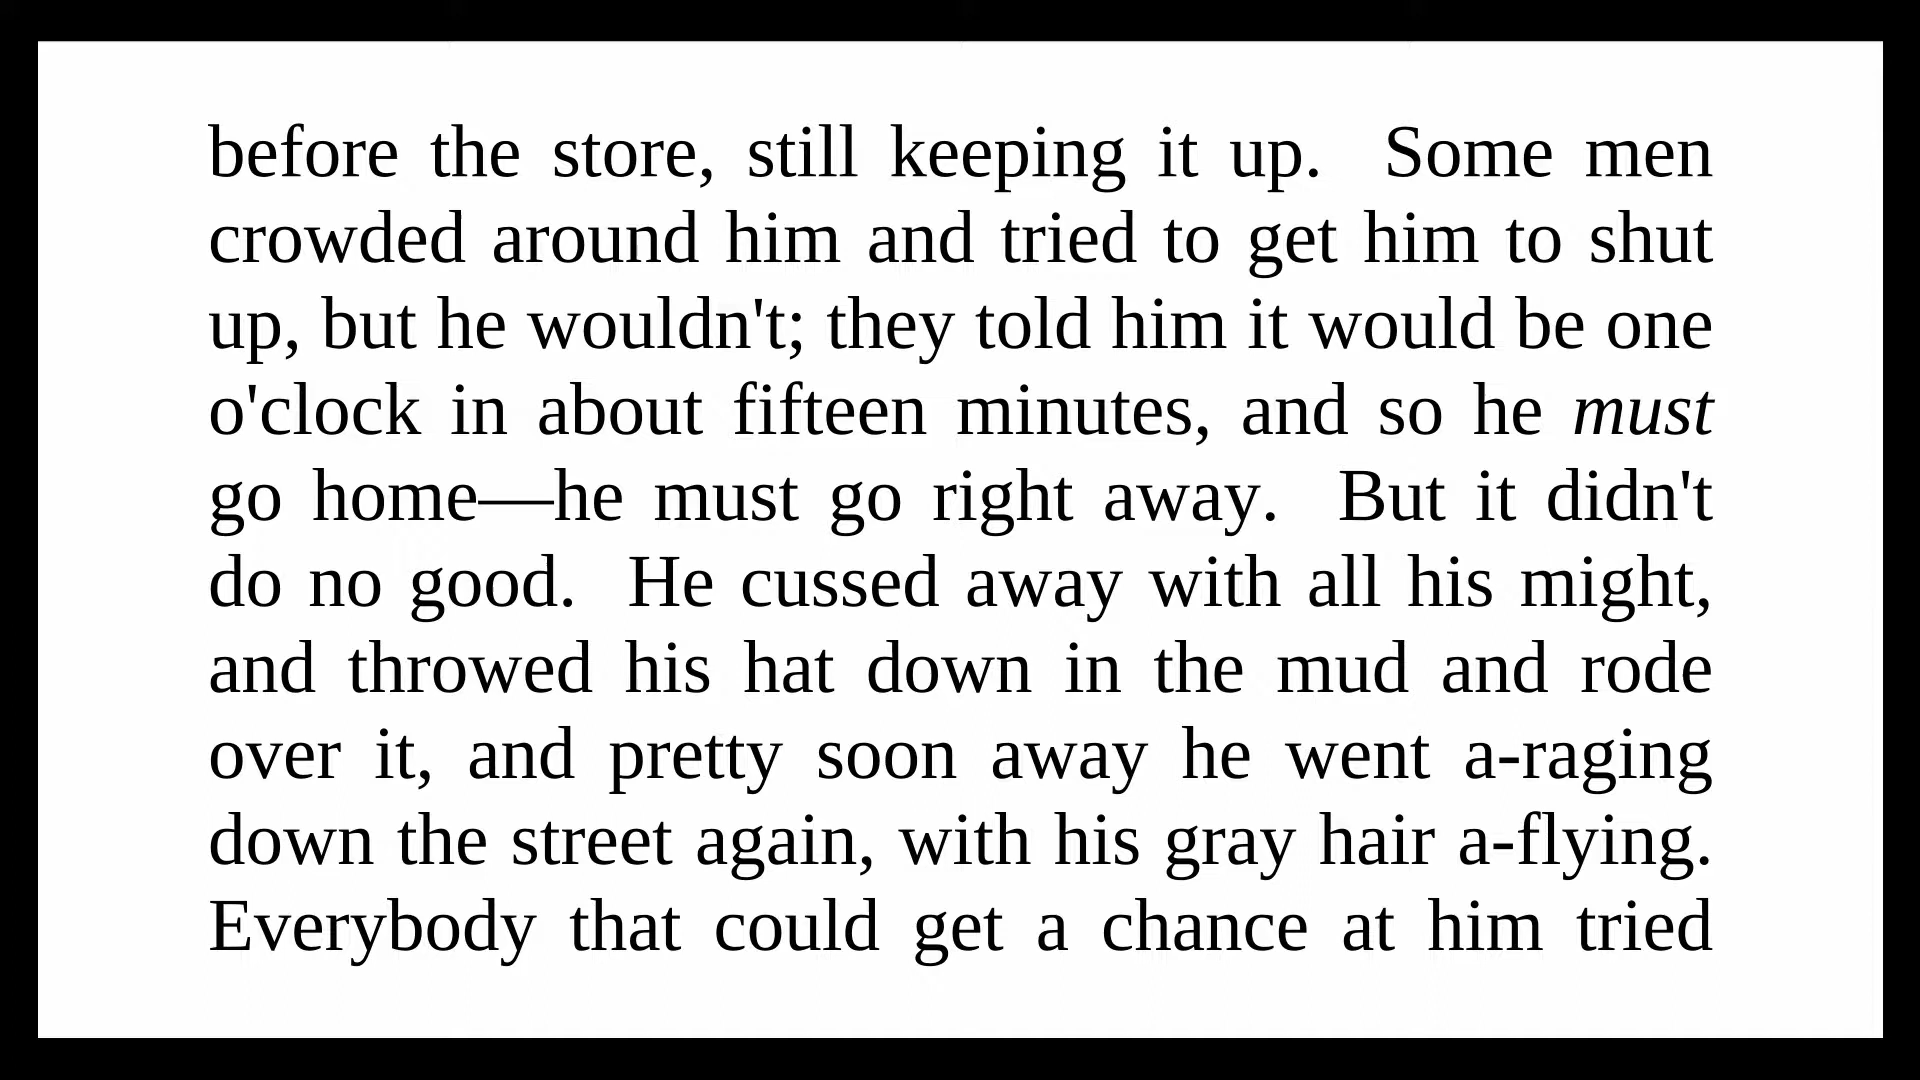 before the store, still keeping it up.  Some men
crowded around him and tried to get him to shut
up, but he wouldn't; they told him it would be one
o'clock in about fifteen minutes, and so he must
go home—he must go right away.  But it didn't
do no good.  He cussed away with all his might,
and throwed his hat down in the mud and rode
over it, and pretty soon away he went a-raging
down the street again, with his gray hair a-flying.
Everybody that could get a chance at him tried